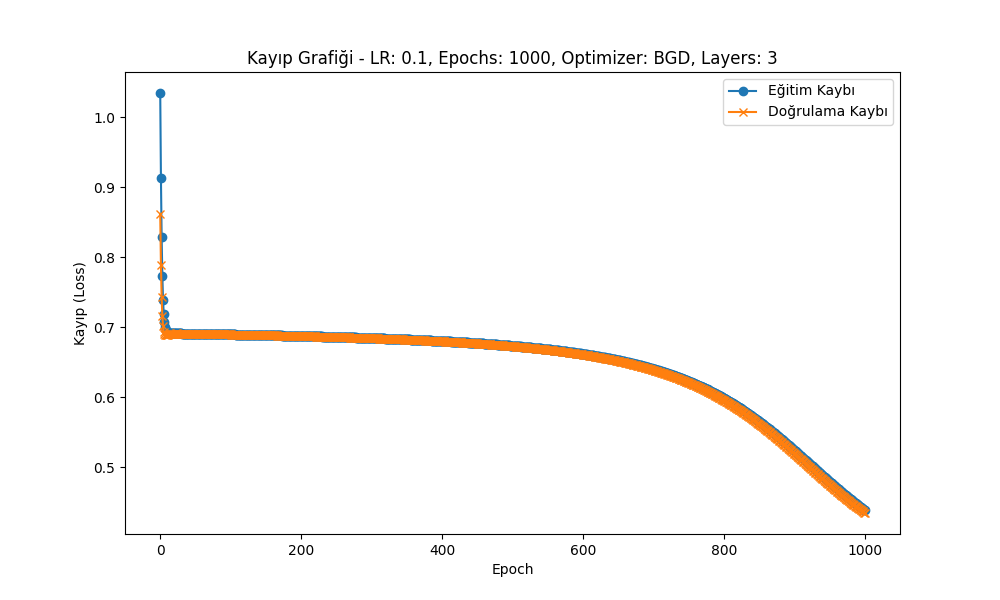 Kayıp Grafiği - LR: 0.1, Epochs: 1000, Optimizer: BGD, Layers: 3
Eğitim Kaybı
Doğrulama Kaybı
Kayıp (Loss)
1.0
0.9
0.8
0.7
0.6
0.5
0 200 400 600 800 1000
Epoch